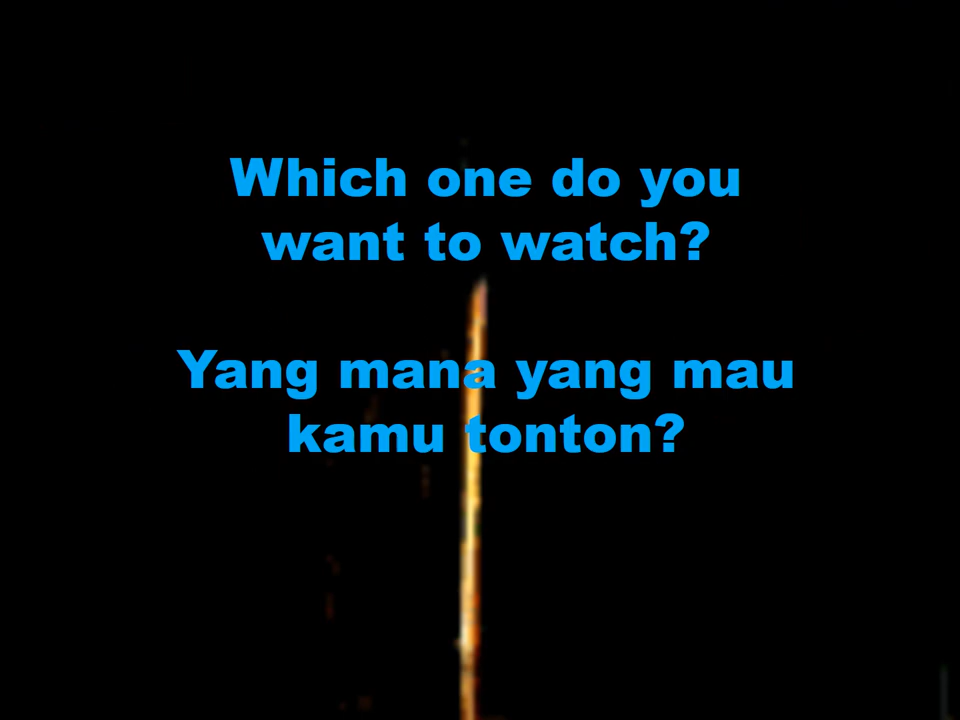 Which one do you
want to watch?
Yang mana yang mau
kamu tonton?